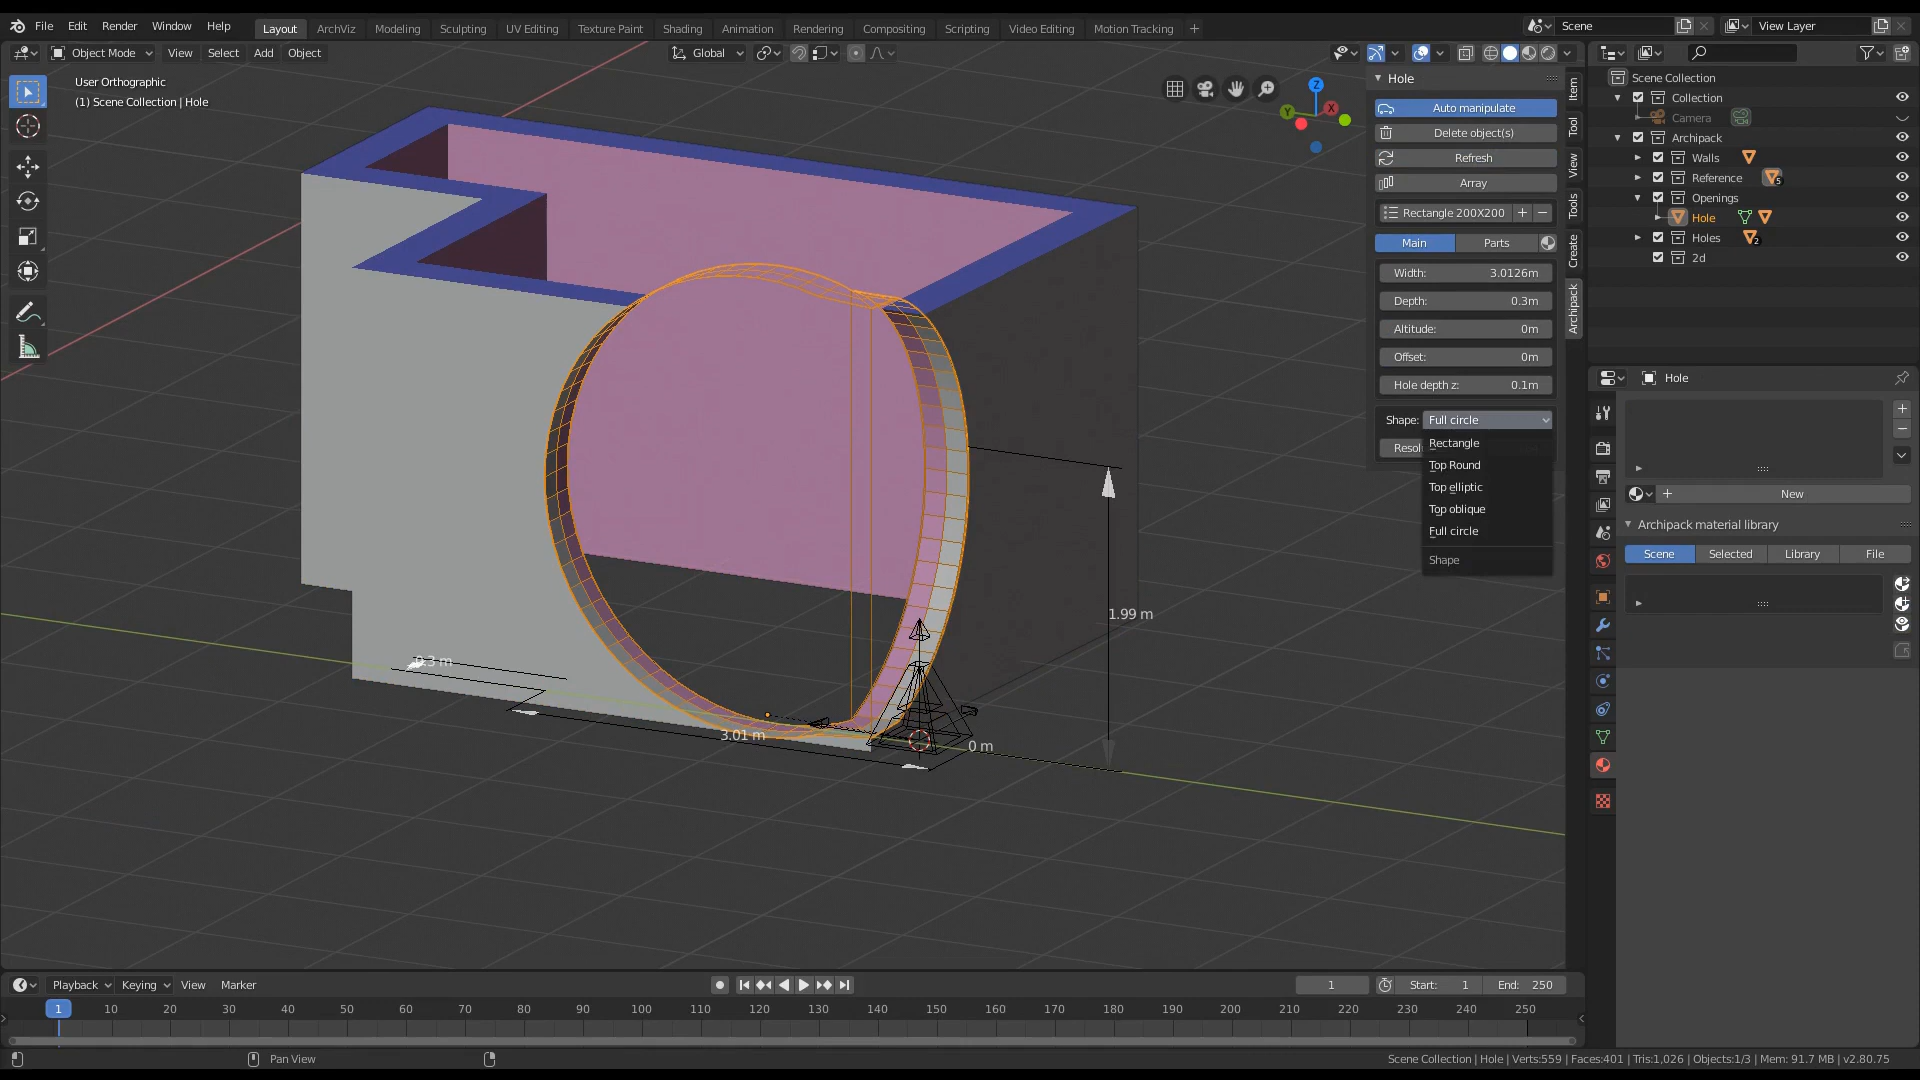 File Edit Render Window Help Layout ArchViz Modeling Sculpting UV Editing Texture Paint Shading Animation Rendering Compositing Scripting Video Editing Motion Tracking + Scene View Layer
Object Mode View Select Add Object Global
User Orthographic
(1) Scene Collection | Hole
Z
Y
X
Hole
Auto manipulate
Delete object(s)
Refresh
Array
Rectangle 200X200
Main Parts
Width: 3.0126m
Depth: 0.3m
Altitude: 0m
Offset: 0m
Hole depth z: 0.1m
Shape: Full circle
Rectangle
Resol
Top Round
Top elliptic
Top oblique
Full circle
Shape
Item
Tool
View
Tools
Create
Archipack
1.99 m
0.3 m
3.01 m
0 m
Scene Collection
Collection
Camera
Archipack
Walls
Reference 5
Openings
Hole
Holes 2
2d
Hole
New
Archipack material library
Scene Selected Library File
Playback Keying View Marker 1 Start: 1 End: 250
1 10 20 30 40 50 60 70 80 90 100 110 120 130 140 150 160 170 180 190 200 210 220 230 240 250
Pan View
Scene Collection | Hole | Verts:559 | Faces:401 | Tris:1,026 | Objects:1/3 | Mem: 91.7 MB | v2.80.75